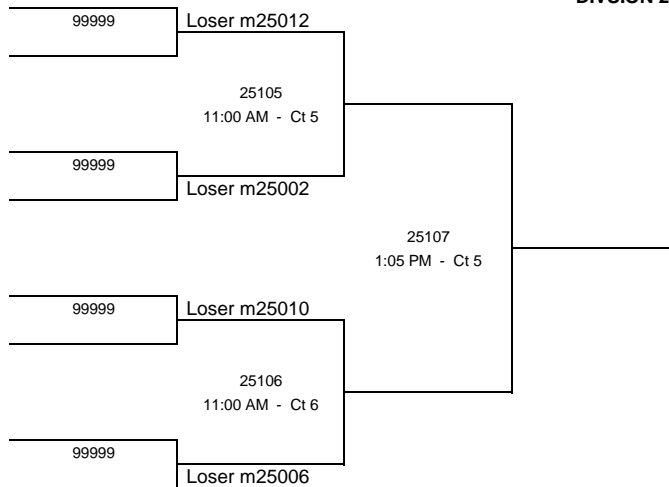 DIVSION 2
99999
Loser m25012
25105
11:00 AM - Ct 5
99999
Loser m25002
25107
1:05 PM - Ct 5
99999
Loser m25010
25106
11:00 AM - Ct 6
99999
Loser m25006